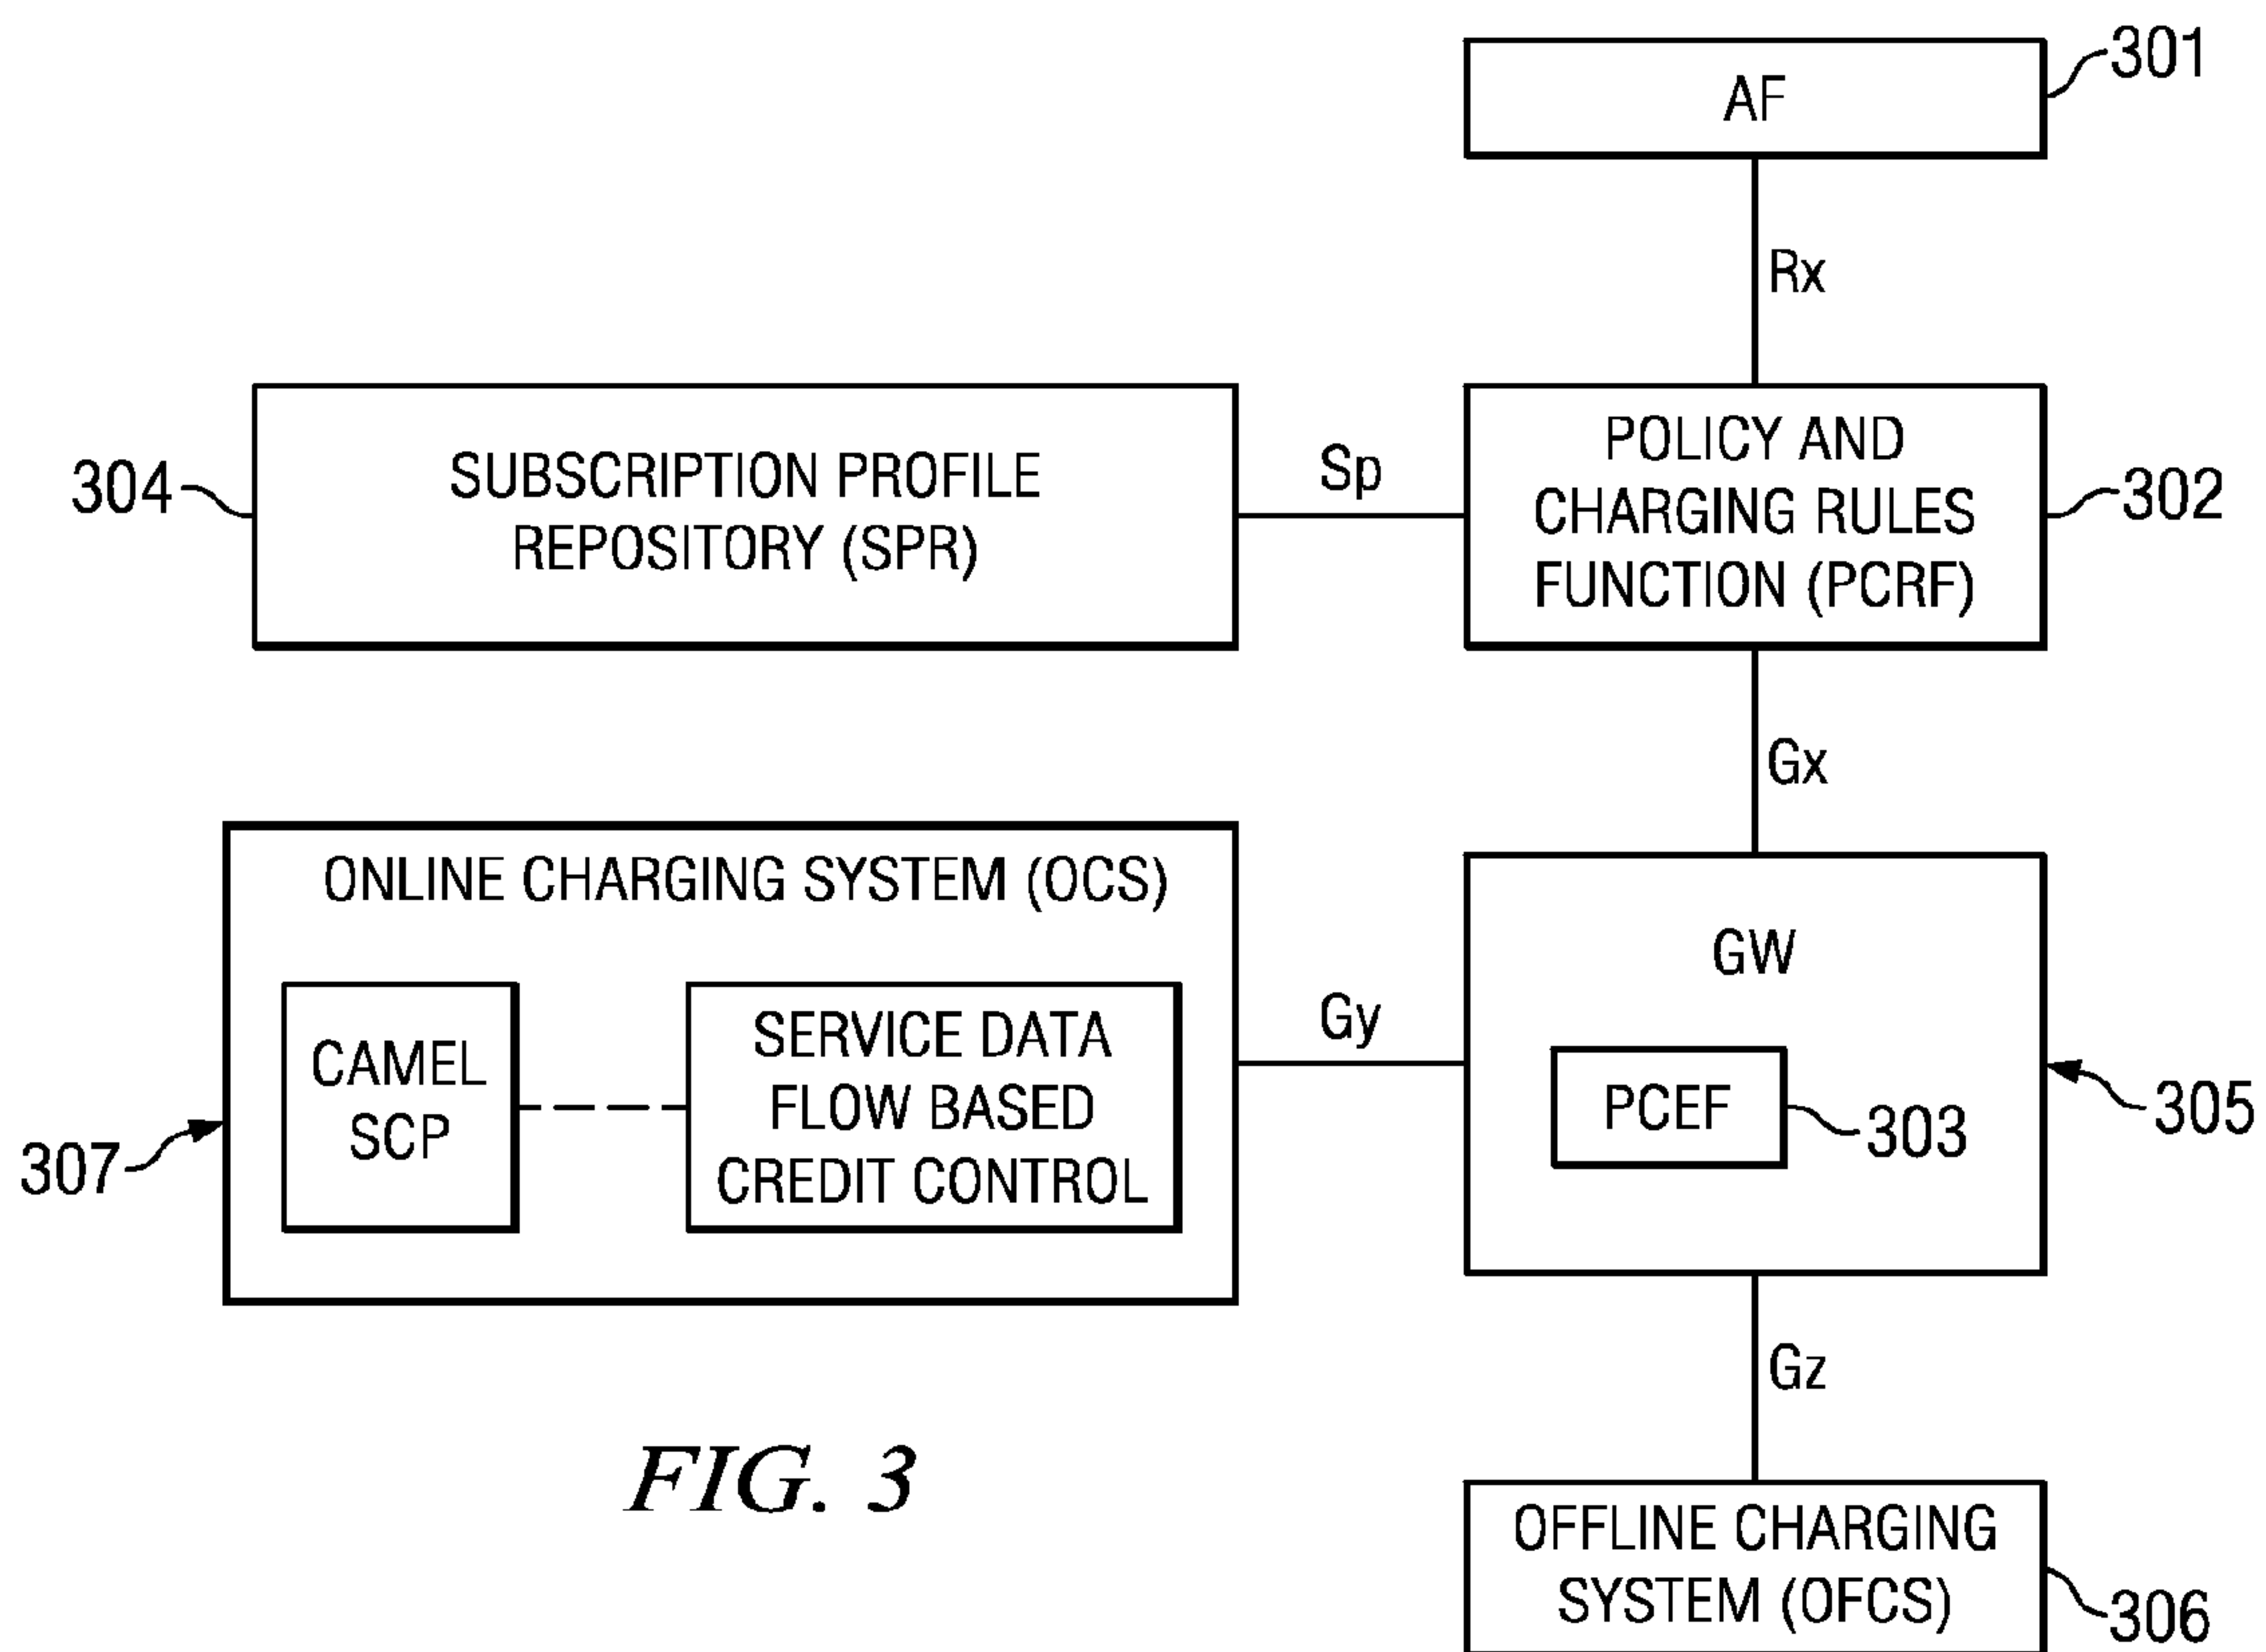 AF
301
Rx
304
SUBSCRIPTION PROFILE
REPOSITORY (SPR)
Sp
POLICY AND
CHARGING RULES
FUNCTION (PCRF)
302
Gx
ONLINE CHARGING SYSTEM (OCS)
CAMEL
SCP
SERVICE DATA
FLOW BASED
CREDIT CONTROL
307
Gy
GW
PCEF
303
305
Gz
FIG. 3
OFFLINE CHARGING
SYSTEM (OFCS)
306